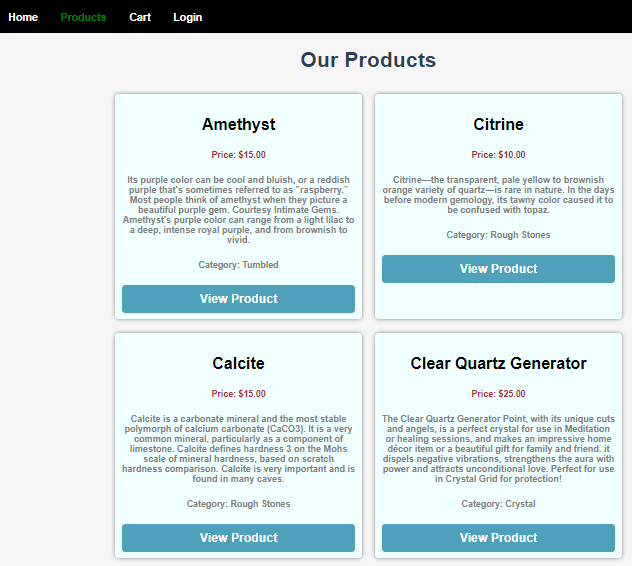 Home Products Cart Login
Our Products
Amethyst
Price: $15.00
Its purple color can be cool and bluish, or a reddish
purple that's sometimes referred to as "raspberry."
Most people think of amethyst when they picture a
beautiful purple gem. Courtesy Intimate Gems.
Amethyst's purple color can range from a light lilac to
a deep, intense royal purple, and from brownish to
vivid.
Category: Tumbled
View Product
Citrine
Price: $10.00
Citrine—the transparent, pale yellow to brownish
orange variety of quartz—is rare in nature. In the days
before modern gemology, its tawny color caused it to
be confused with topaz.
Category: Rough Stones
View Product
Calcite
Price: $15.00
Calcite is a carbonate mineral and the most stable
polymorph of calcium carbonate (CaCO3). It is a very
common mineral, particularly as a component of
limestone. Calcite defines hardness 3 on the Mohs
scale of mineral hardness, based on scratch
hardness comparison. Calcite is very important and is
found in many caves.
Category: Rough Stones
View Product
Clear Quartz Generator
Price: $25.00
The Clear Quartz Generator Point, with its unique cuts
and angels, is a perfect crystal for use in Meditation
or healing sessions, and makes an impressive home
décor item or a beautiful gift for family and friend. it
dispels negative vibrations, strengthens the aura with
power and attracts unconditional love. Perfect for use
in Crystal Grid for protection!
Category: Crystal
View Product